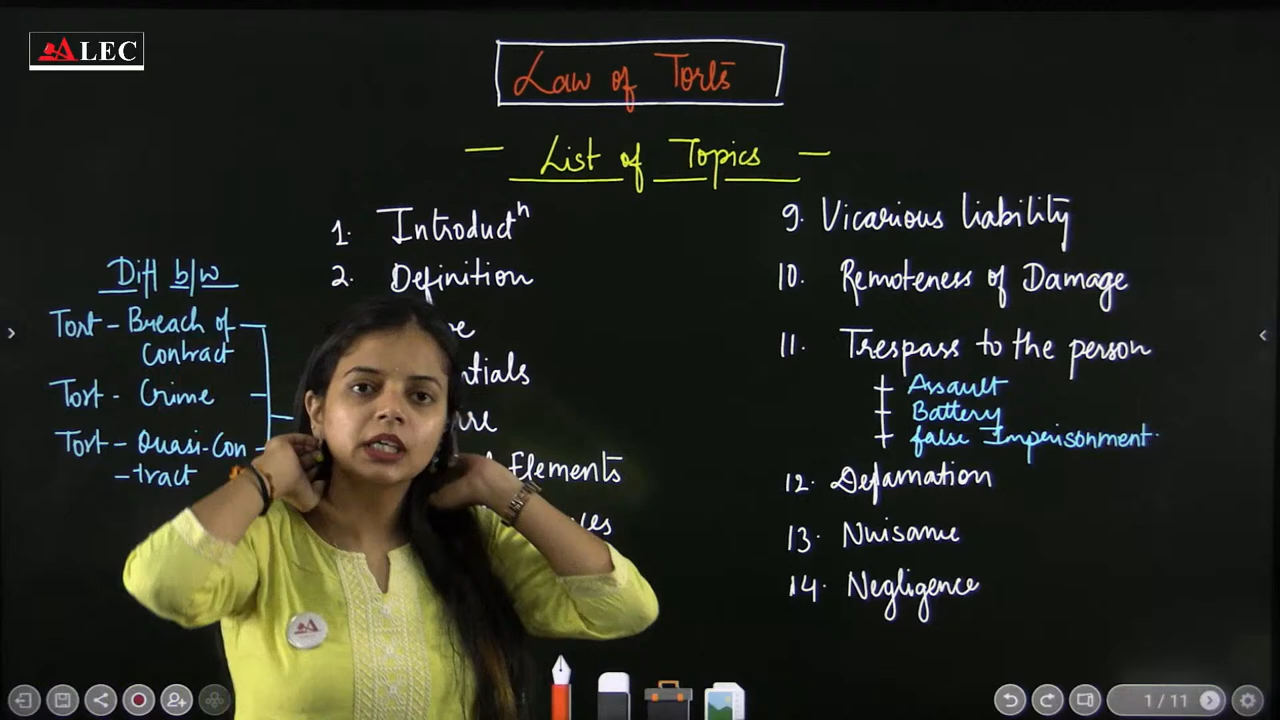 ALEC
Law of Torts
— List of Topics —
1. Introductⁿ
2. Definition
Elements
Diff b/w
Tort - Breach of
Contract
Tort - Crime
Tort - Quasi-Con
-tract
9. Vicarious liability
10. Remoteness of Damage
11. Trespass to the person
Assault
Battery
false Imprisonment
12. Defamation
13. Nuisance
14. Negligence
1/11